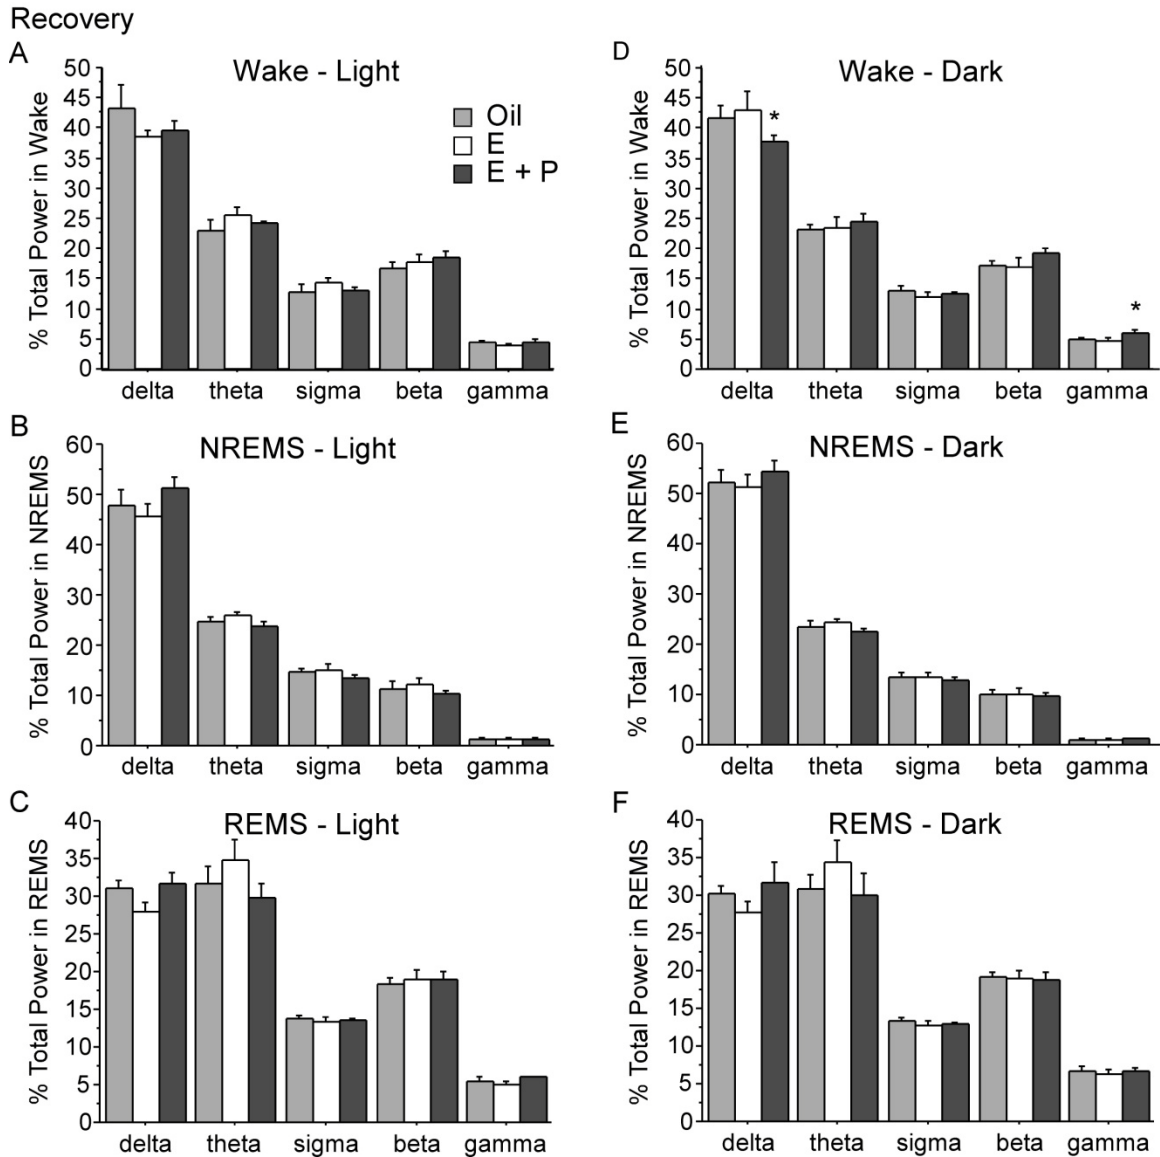 Recovery
A
Wake - Light
% Total Power in Wake
50
45
40
35
30
25
20
15
10
5
0
Oil
E
E + P
delta theta sigma beta gamma
D
Wake - Dark
% Total Power in Wake
50
45
40
35
30
25
20
15
10
5
0
*
*
delta theta sigma beta gamma
B
NREMS - Light
% Total Power in NREMS
60
50
40
30
20
10
0
delta theta sigma beta gamma
E
NREMS - Dark
% Total Power in NREMS
60
50
40
30
20
10
0
delta theta sigma beta gamma
C
REMS - Light
% Total Power in REMS
40
35
30
25
20
15
10
5
0
delta theta sigma beta gamma
F
REMS - Dark
% Total Power in REMS
40
35
30
25
20
15
10
5
0
delta theta sigma beta gamma